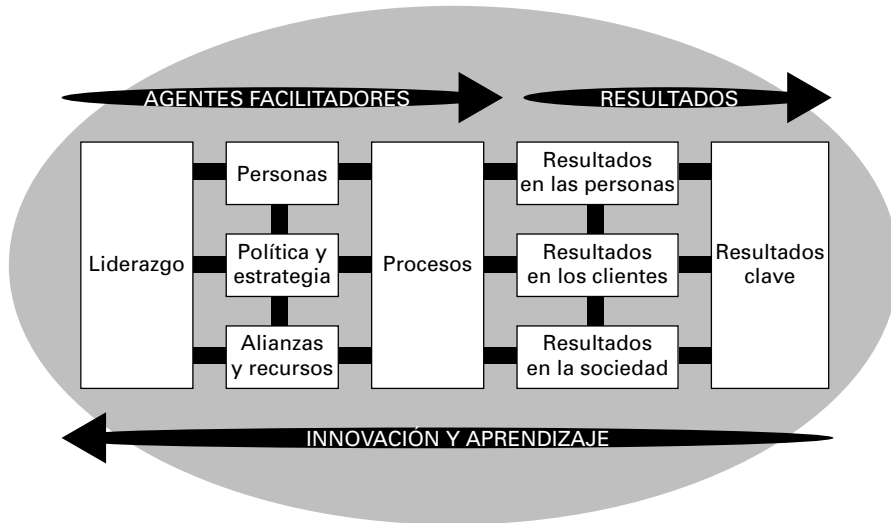 AGENTES FACILITADORES
RESULTADOS
Liderazgo
Personas
Política y
estrategia
Alianzas
y recursos
Procesos
Resultados
en las personas
Resultados
en los clientes
Resultados
en la sociedad
Resultados
clave
INNOVACIÓN Y APRENDIZAJE